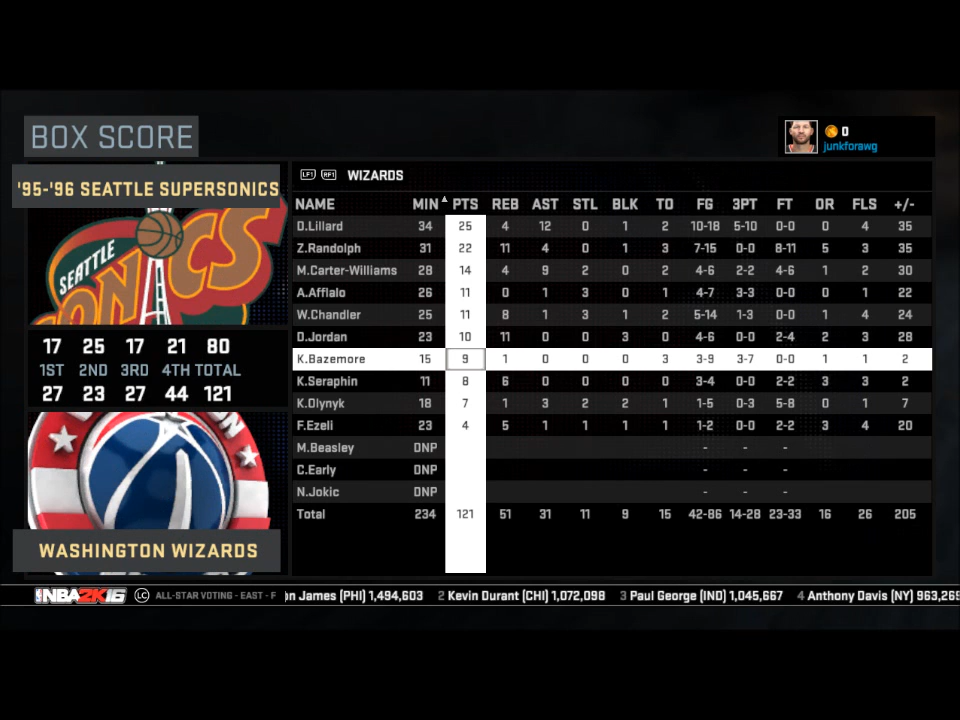 BOX SCORE
0
junkforawg
'95-'96 SEATTLE SUPERSONICS
SEATTLE
SONICS
17 25 17 21 80
1ST 2ND 3RD 4TH TOTAL
27 23 27 44 121
WASHINGTON WIZARDS
LF1 RF1 WIZARDS
NAME MIN PTS REB AST STL BLK TO FG 3PT FT OR FLS +/-
D.Lillard 34 25 4 12 0 1 2 10-18 5-10 0-0 0 4 35
Z.Randolph 31 22 11 4 0 1 3 7-15 0-0 8-11 5 3 35
M.Carter-Williams 28 14 4 9 2 0 2 4-6 2-2 4-6 1 2 30
A.Afflalo 26 11 0 1 3 0 1 4-7 3-3 0-0 0 1 22
W.Chandler 25 11 8 1 3 1 2 5-14 1-3 0-0 1 4 24
D.Jordan 23 10 11 0 0 3 0 4-6 0-0 2-4 2 3 28
K.Bazemore 15 9 1 0 0 0 3 3-9 3-7 0-0 1 1 2
K.Seraphin 11 8 6 0 0 0 0 3-4 0-0 2-2 3 3 2
K.Olynyk 18 7 1 3 2 2 1 1-5 0-3 5-8 0 1 7
F.Ezeli 23 4 5 1 1 1 1 1-2 0-0 2-2 3 4 20
M.Beasley DNP - - -
C.Early DNP - - -
N.Jokic DNP - - -
Total 234 121 51 31 11 9 15 42-86 14-28 23-33 16 26 205
NBA2K16 LC ALL-STAR VOTING - EAST - F on James (PHI) 1,494,603 2 Kevin Durant (CHI) 1,072,098 3 Paul George (IND) 1,045,667 4 Anthony Davis (NY) 963,269